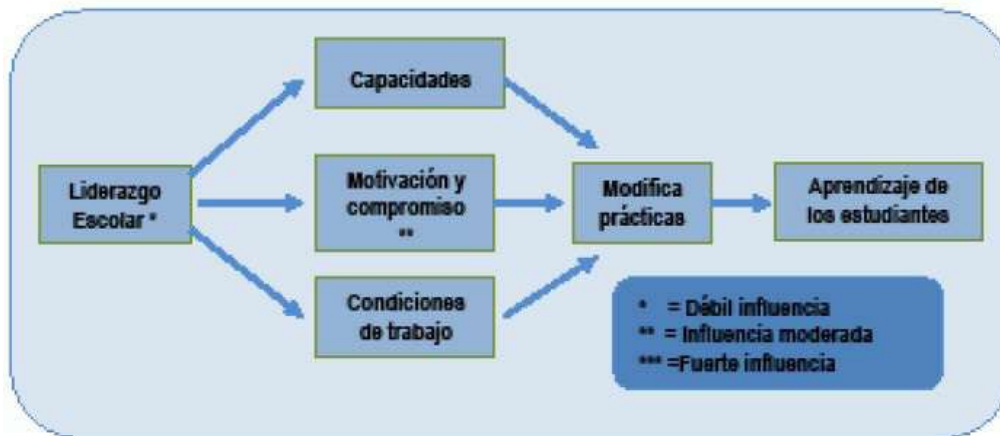 Capacidades
Liderazgo
Escolar *
Motivación y
compromiso
**
Condiciones
de trabajo
Modifica
prácticas
Aprendizaje de
los estudiantes
* = Débil influencia
** = Influencia moderada
*** =Fuerte influencia